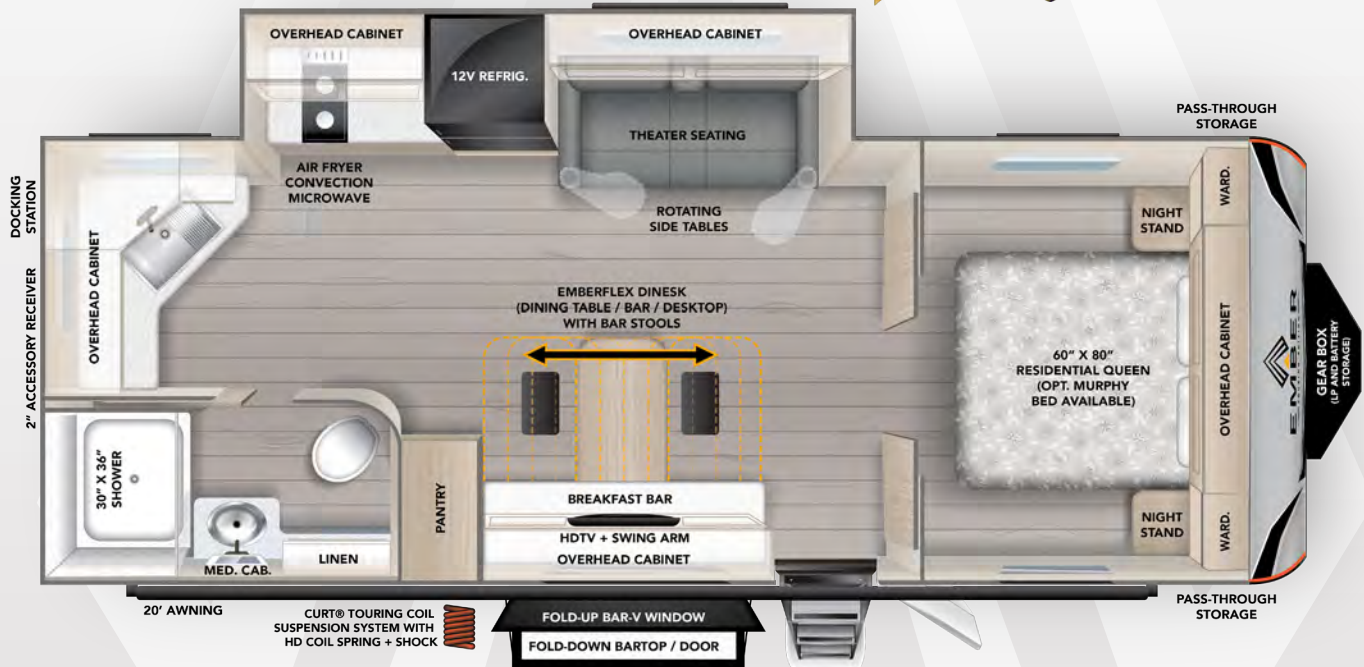 OVERHEAD CABINET
12V REFRIG.
OVERHEAD CABINET
THEATER SEATING
PASS-THROUGH
STORAGE
AIR FRYER
CONVECTION
MICROWAVE
DOCKING
STATION
ROTATING
SIDE TABLES
NIGHT
STAND
WARD.
OVERHEAD CABINET
2" ACCESSORY RECEIVER
EMBERFLEX DINESK
(DINING TABLE / BAR / DESKTOP)
WITH BAR STOOLS
60" X 80"
RESIDENTIAL QUEEN
(OPT. MURPHY
BED AVAILABLE)
OVERHEAD CABINET
EMBER
GEAR BOX
(LP AND BATTERY
STORAGE)
30" X 36"
SHOWER
PANTRY
BREAKFAST BAR
HDTV + SWING ARM
OVERHEAD CABINET
NIGHT
STAND
WARD.
MED. CAB.
LINEN
20' AWNING
CURT® TOURING COIL
SUSPENSION SYSTEM WITH
HD COIL SPRING + SHOCK
FOLD-UP BAR-V WINDOW
FOLD-DOWN BARTOP / DOOR
PASS-THROUGH
STORAGE